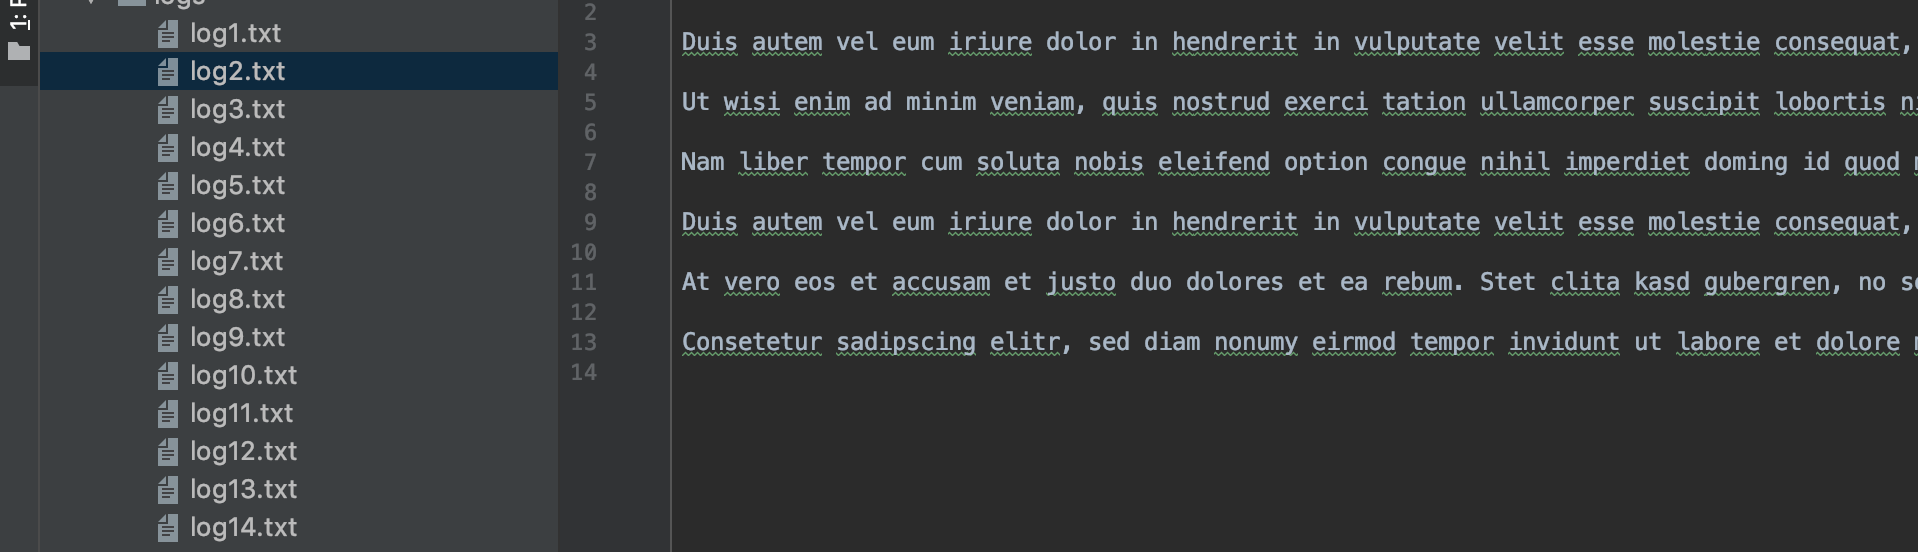 1:
log1.txt
log2.txt
log3.txt
log4.txt
log5.txt
log6.txt
log7.txt
log8.txt
log9.txt
log10.txt
log11.txt
log12.txt
log13.txt
log14.txt
2
3 Duis autem vel eum iriure dolor in hendrerit in vulputate velit esse molestie consequat,
4
5 Ut wisi enim ad minim veniam, quis nostrud exerci tation ullamcorper suscipit lobortis
6
7 Nam liber tempor cum soluta nobis eleifend option congue nihil imperdiet doming id quod
8
9 Duis autem vel eum iriure dolor in hendrerit in vulputate velit esse molestie consequat,
10
11 At vero eos et accusam et justo duo dolores et ea rebum. Stet clita kasd gubergren, no
12
13 Consetetur sadipscing elitr, sed diam nonumy eirmod tempor invidunt ut labore et dolore
14